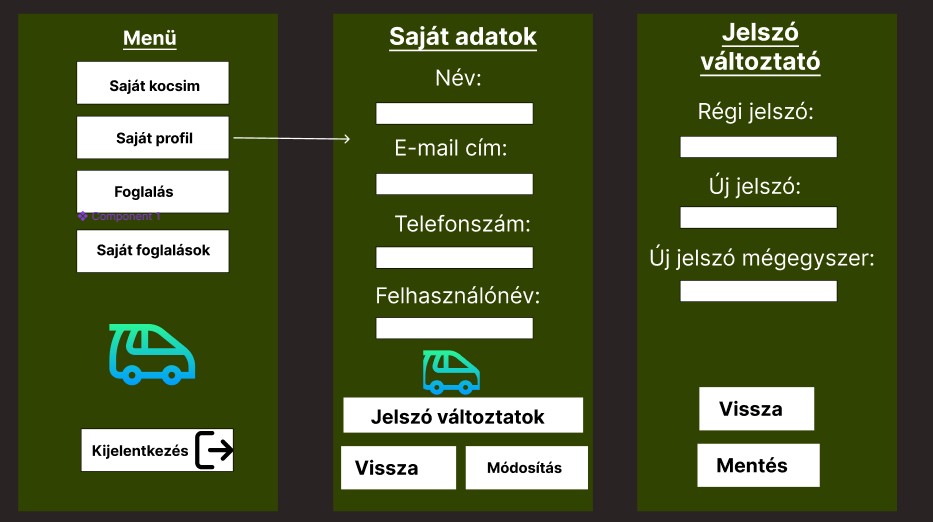 Menü
Saját kocsim
Saját profil
Foglalás
Component 1
Saját foglalások
Kijelentkezés
Saját adatok
Név:
E-mail cím:
Telefonszám:
Felhasználónév:
Jelszó változtatok
Vissza
Módosítás
Jelszó
változtató
Régi jelszó:
Új jelszó:
Új jelszó mégegyszer:
Vissza
Mentés